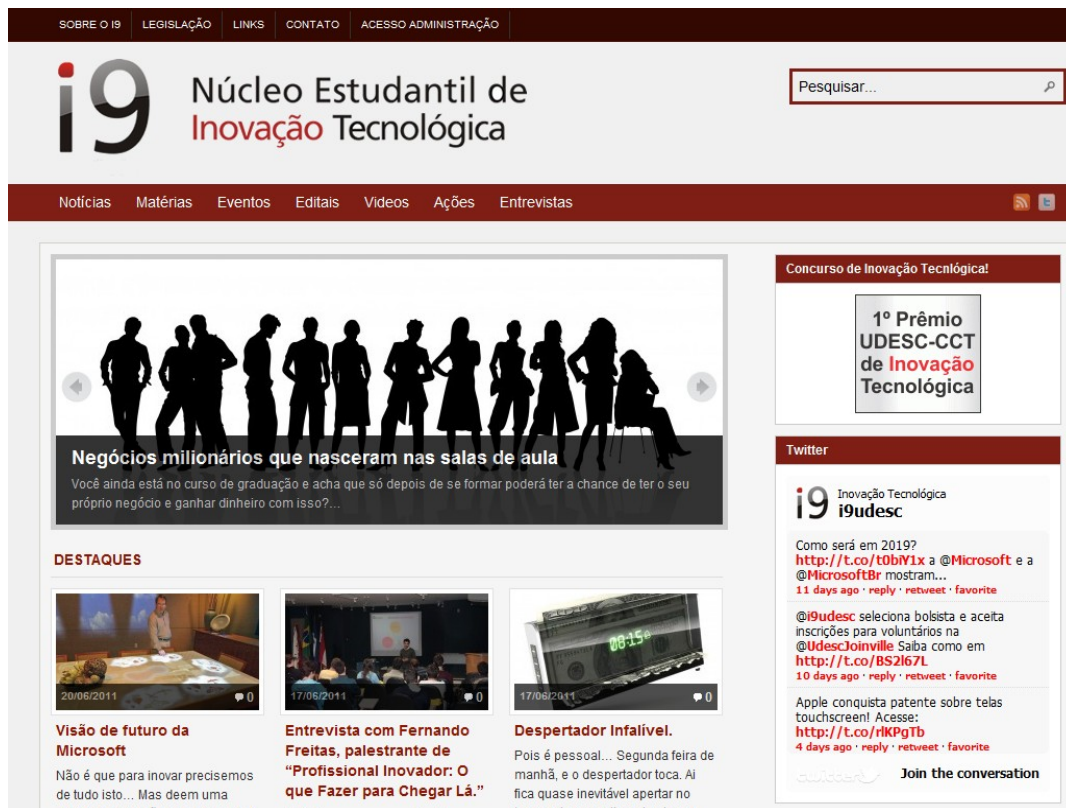 SOBRE O I9 LEGISLAÇÃO LINKS CONTATO ACESSO ADMINISTRAÇÃO
i9
Núcleo Estudantil de
Inovação Tecnológica
Pesquisar...
Notícias Matérias Eventos Editais Videos Ações Entrevistas
Negócios milionários que nasceram nas salas de aula
Você ainda está no curso de graduação e acha que só depois de se formar poderá ter a chance de ter o seu
próprio negócio e ganhar dinheiro com isso?...
DESTAQUES
20/06/2011 0
Visão de futuro da
Microsoft
Não é que para inovar precisemos
de tudo isto... Mas deem uma
17/06/2011 0
Entrevista com Fernando
Freitas, palestrante de
“Profissional Inovador: O
que Fazer para Chegar Lá.”
08:15
17/06/2011 0
Despertador Infalível.
Pois é pessoal... Segunda feira de
manhã, e o despertador toca. Ai
fica quase inevitável apertar no
Concurso de Inovação Tecnlógica!
1º Prêmio
UDESC-CCT
de Inovação
Tecnológica
Twitter
i9
Inovação Tecnológica
i9udesc
Como será em 2019?
http://t.co/t0biY1x a @Microsoft e a
@MicrosoftBr mostram...
11 days ago · reply · retweet · favorite
@i9udesc seleciona bolsista e aceita
inscrições para voluntários na
@UdescJoinville Saiba como em
http://t.co/BS2l67L
10 days ago · reply · retweet · favorite
Apple conquista patente sobre telas
touchscreen! Acesse:
http://t.co/rlKPgTb
4 days ago · reply · retweet · favorite
twitter Join the conversation